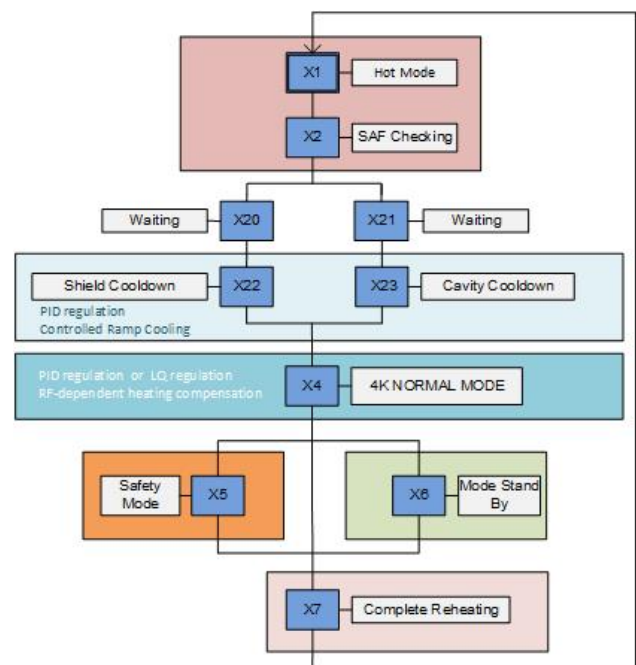 X1
Hot Mode
X2
SAF Checking
Waiting
X20
X21
Waiting
Shield Cooldown
X22
X23
Cavity Cooldown
PID regulation
Controlled Ramp Cooling
PID regulation or LQ regulation
RF-dependent heating compensation
X4
4K NORMAL MODE
Safety
Mode
X5
X6
Mode Stand
By
X7
Complete Reheating